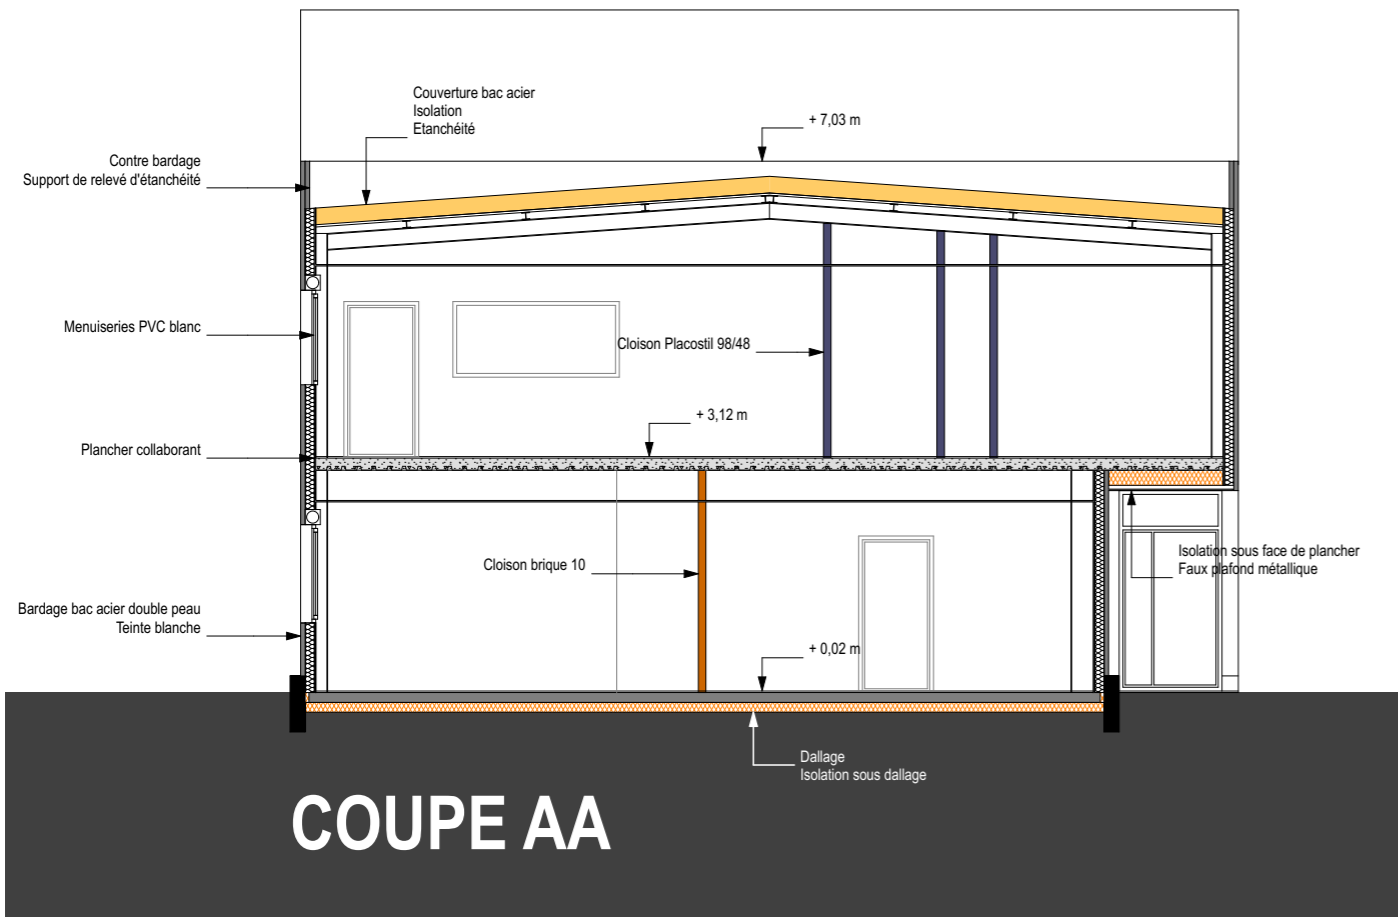 Couverture bac acier
Isolation
Etanchéité
+ 7,03 m
Contre bardage
Support de relevé d'étanchéité
Menuiseries PVC blanc
Cloison Placostil 98/48
+ 3,12 m
Plancher collaborant
Cloison brique 10
Isolation sous face de plancher
Faux plafond métallique
Bardage bac acier double peau
Teinte blanche
+ 0,02 m
Dallage
Isolation sous dallage
COUPE AA